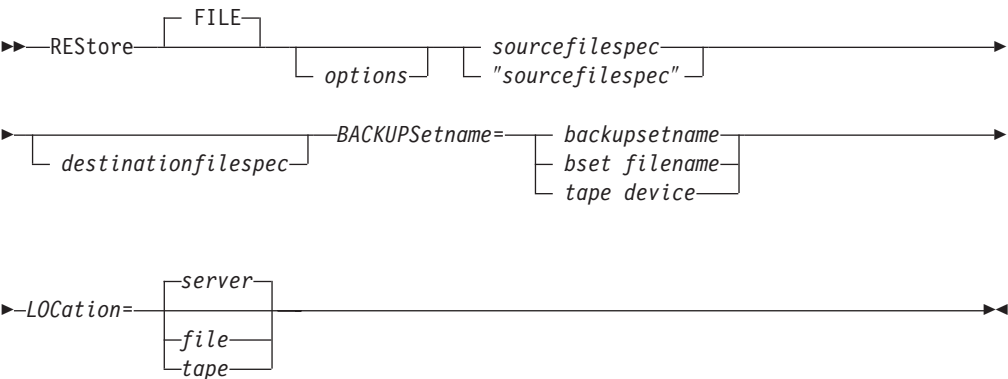 FILE
REStore
options
sourcefilespec
"sourcefilespec"
destinationfilespec
BACKUPSetname=
backupsetname
bset filename
tape device
LOCation=
server
file
tape